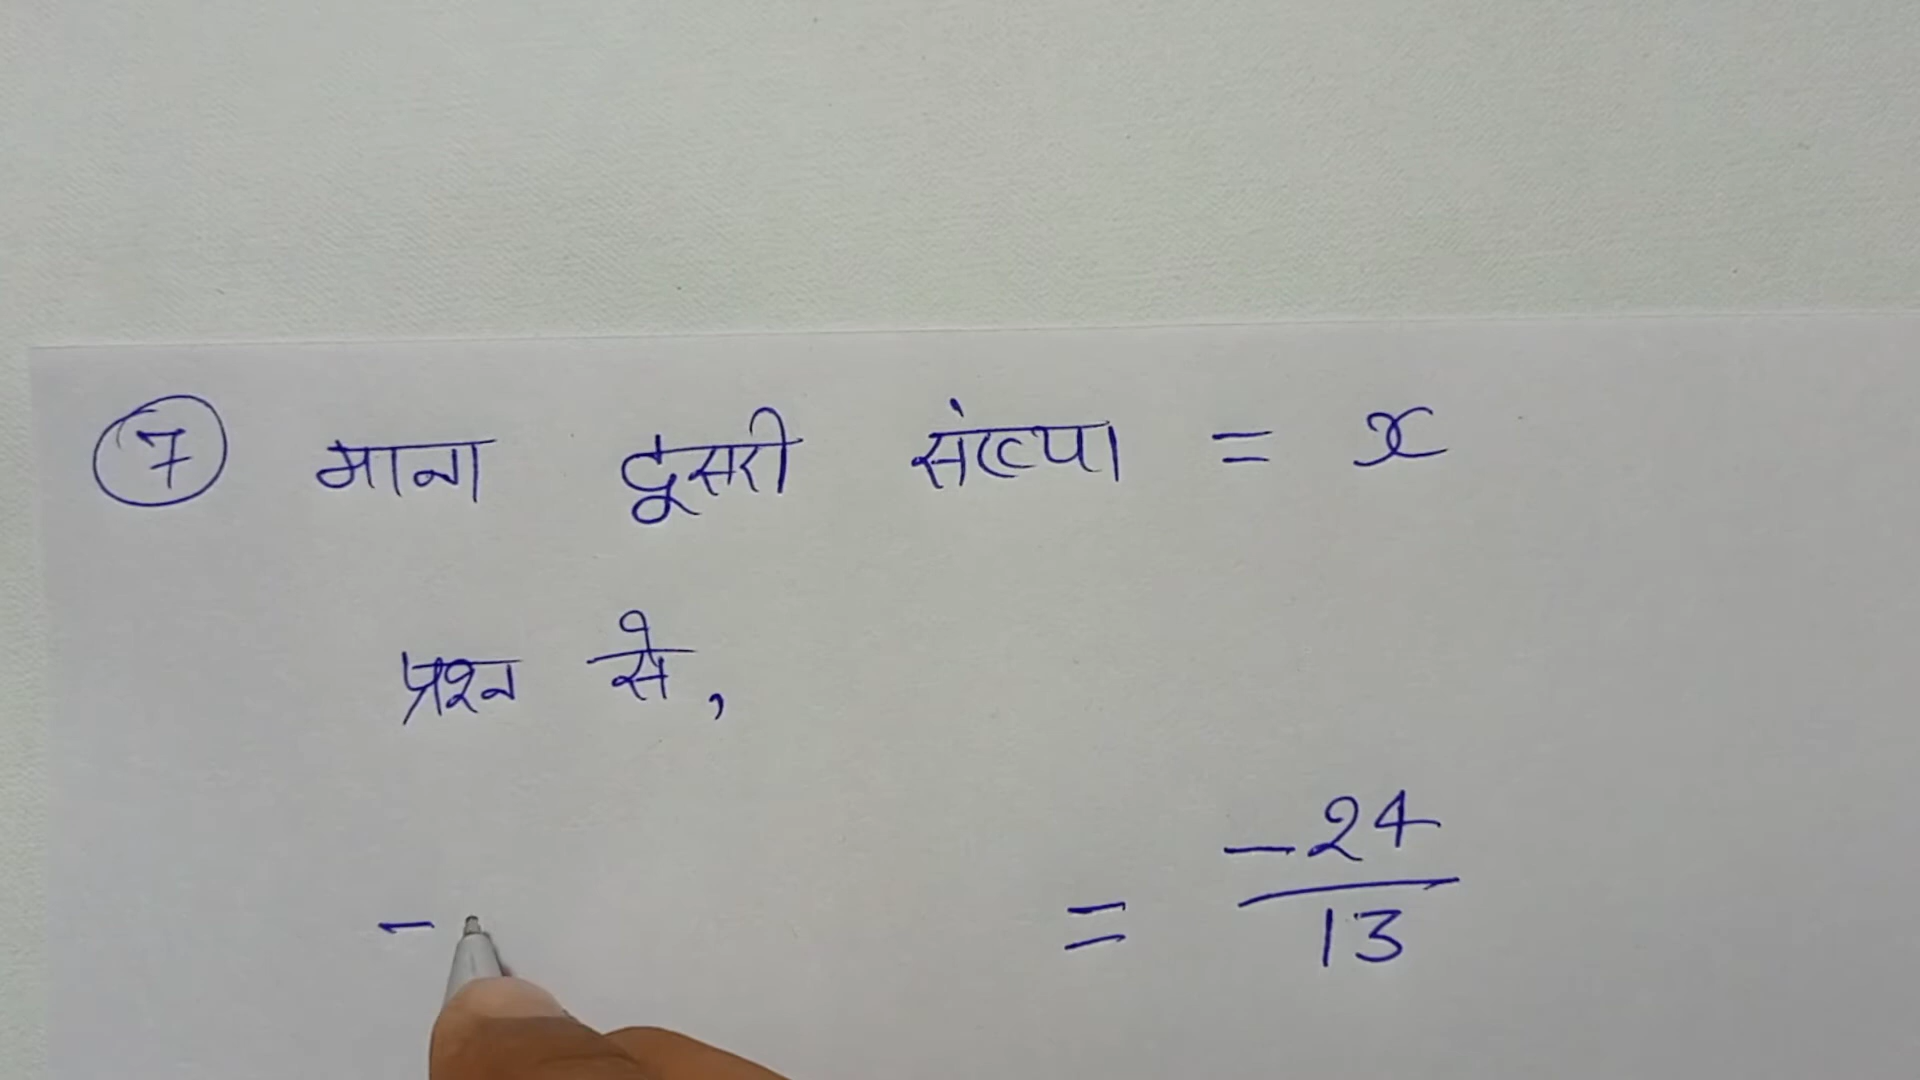 ⑦ माना दूसरी संख्या = x
प्रश्न से,
- = -24/13